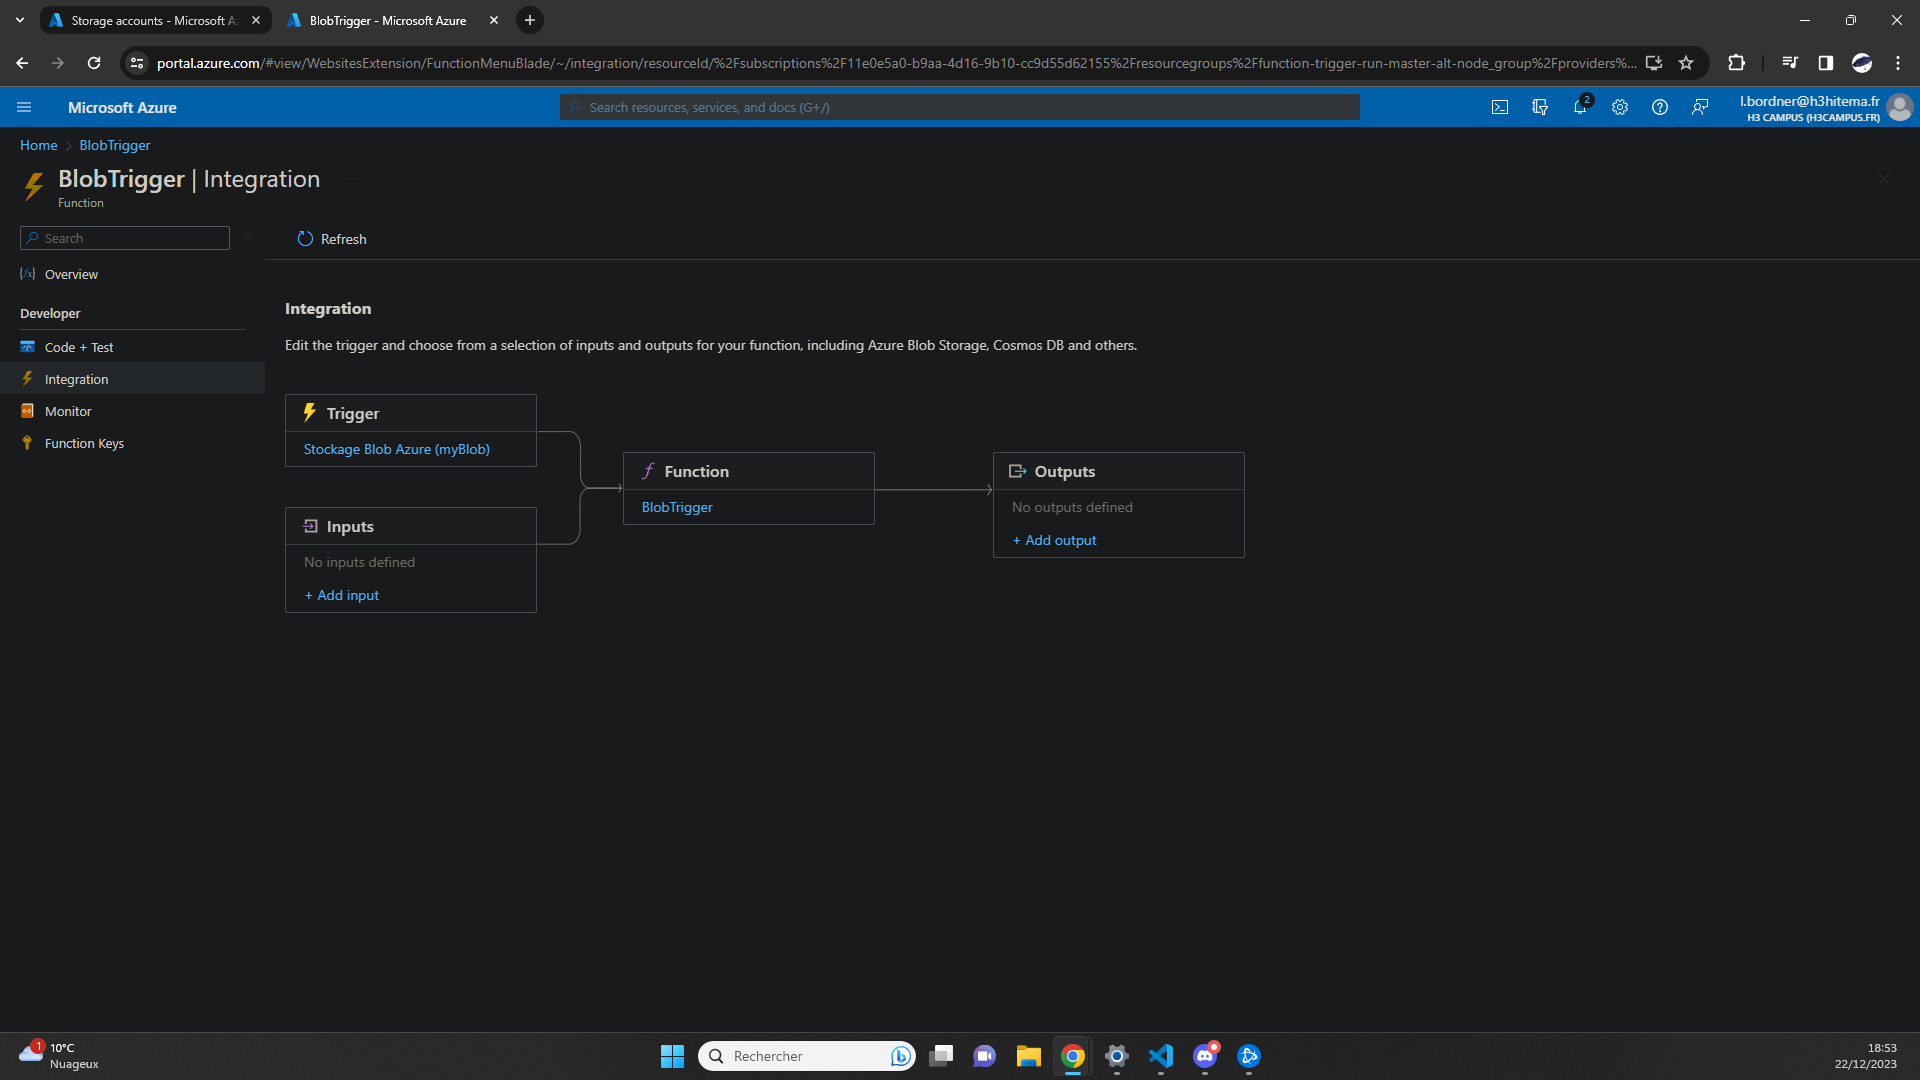 Storage accounts - Microsoft A
BlobTrigger - Microsoft Azure
portal.azure.com/#view/WebsitesExtension/FunctionMenuBlade/~/integration/resourceId/%2Fsubscriptions%2F11e0e5a0-b9aa-4d16-9b10-cc9d55d62155%2Fresourcegroups%2Ffunction-trigger-run-master-alt-node_group%2Fproviders%...
Microsoft Azure
Search resources, services, and docs (G+/)
2
l.bordner@h3hitema.fr
H3 CAMPUS (H3CAMPUS.FR)
Home > BlobTrigger
BlobTrigger | Integration
Function
Search
Refresh
Overview
Developer
Code + Test
Integration
Monitor
Function Keys
Integration
Edit the trigger and choose from a selection of inputs and outputs for your function, including Azure Blob Storage, Cosmos DB and others.
Trigger
Stockage Blob Azure (myBlob)
Inputs
No inputs defined
+ Add input
Function
BlobTrigger
Outputs
No outputs defined
+ Add output
1
10°C
Nuageux
Rechercher
18:53
22/12/2023